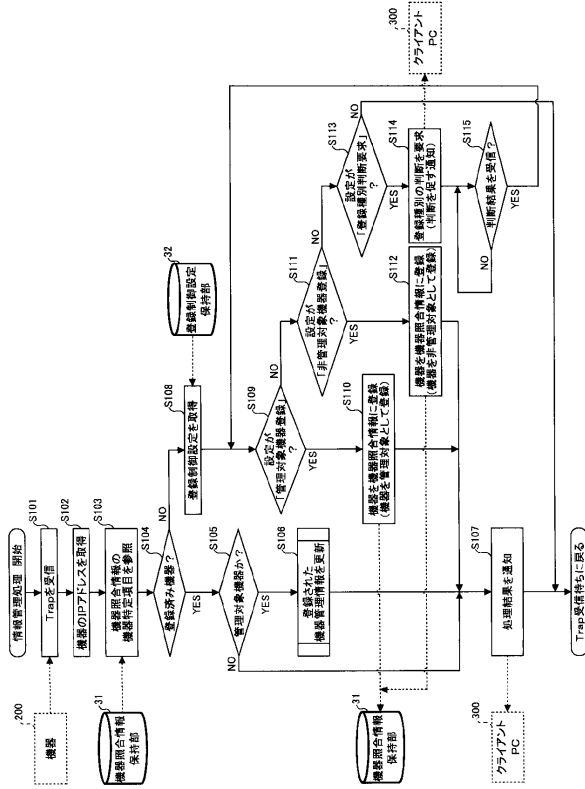 情報管理処理 開始
200
機器
S101
Trapを受信
S102
機器のIPアドレスを取得
31
機器照合情報
保持部
S103
機器照合情報の
機器特定項目を参照
S104
登録済み機器?
NO
YES
S105
管理対象機器か?
NO
YES
S106
登録された
機器管理情報を更新
32
登録制御設定
保持部
S108
登録制御設定を取得
S109
設定が
「管理対象機器登録」
?
NO
YES
S110
機器を機器照合情報に登録
(機器を管理対象として登録)
31
機器照合情報
保持部
S111
設定が
「非管理対象機器登録」
?
NO
YES
S112
機器を機器照合情報に登録
(機器を非管理対象として登録)
S113
設定が
「登録種別判断要求」
?
NO
YES
S114
登録種別の判断を要求
(判断を促す通知)
300
クライアント
PC
S115
判断結果を受信?
NO
YES
S107
処理結果を通知
300
クライアント
PC
Trap受信待ちに戻る